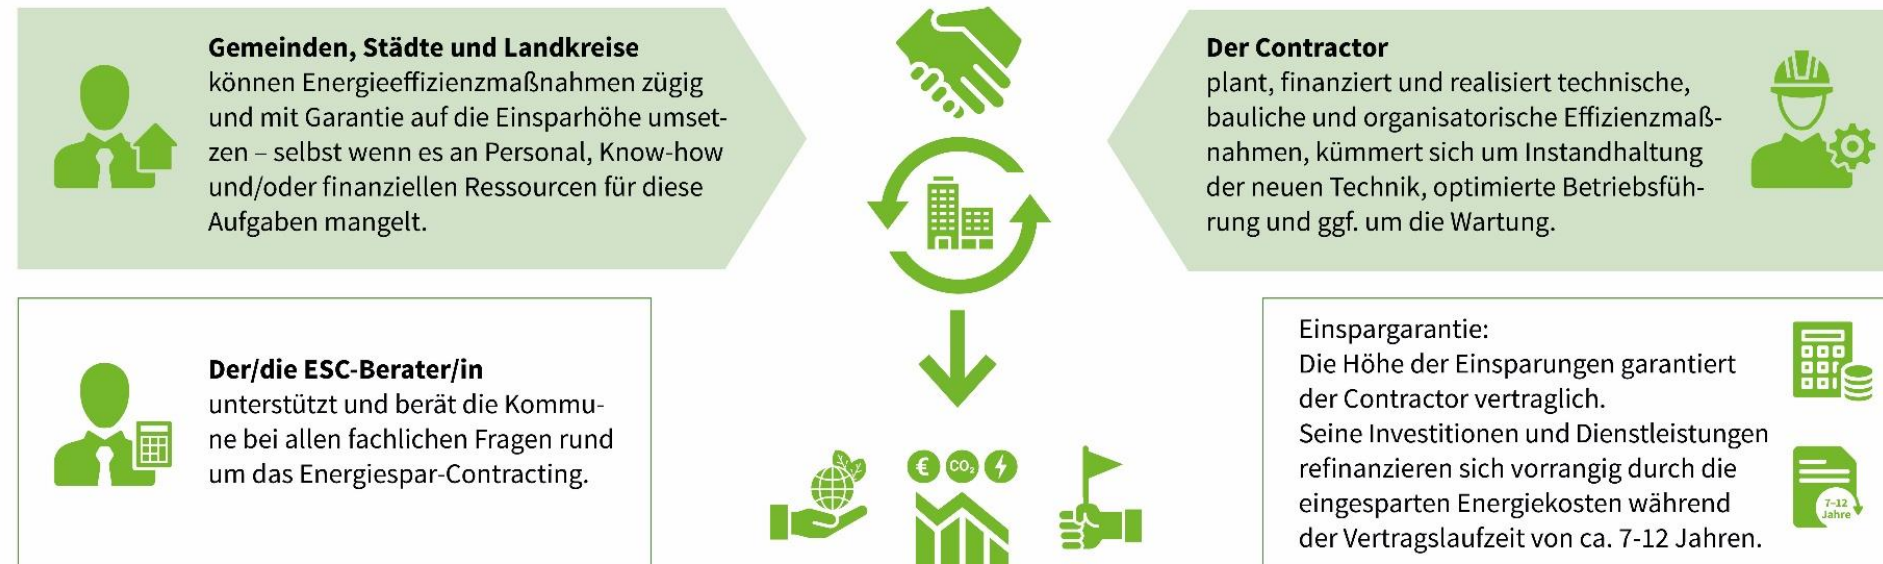 Gemeinden, Städte und Landkreise
können Energieeffizienzmaßnahmen zügig
und mit Garantie auf die Einsparhöhe umset-
zen – selbst wenn es an Personal, Know-how
und/oder finanziellen Ressourcen für diese
Aufgaben mangelt.
Der Contractor
plant, finanziert und realisiert technische,
bauliche und organisatorische Effizienzmaß-
nahmen, kümmert sich um Instandhaltung
der neuen Technik, optimierte Betriebsfüh-
rung und ggf. um die Wartung.
Der/die ESC-Berater/in
unterstützt und berät die Kommu-
ne bei allen fachlichen Fragen rund
um das Energiespar-Contracting.
€ CO₂
Einspargarantie:
Die Höhe der Einsparungen garantiert
der Contractor vertraglich.
Seine Investitionen und Dienstleistungen
refinanzieren sich vorrangig durch die
eingesparten Energiekosten während
der Vertragslaufzeit von ca. 7-12 Jahren.
7–12
Jahre